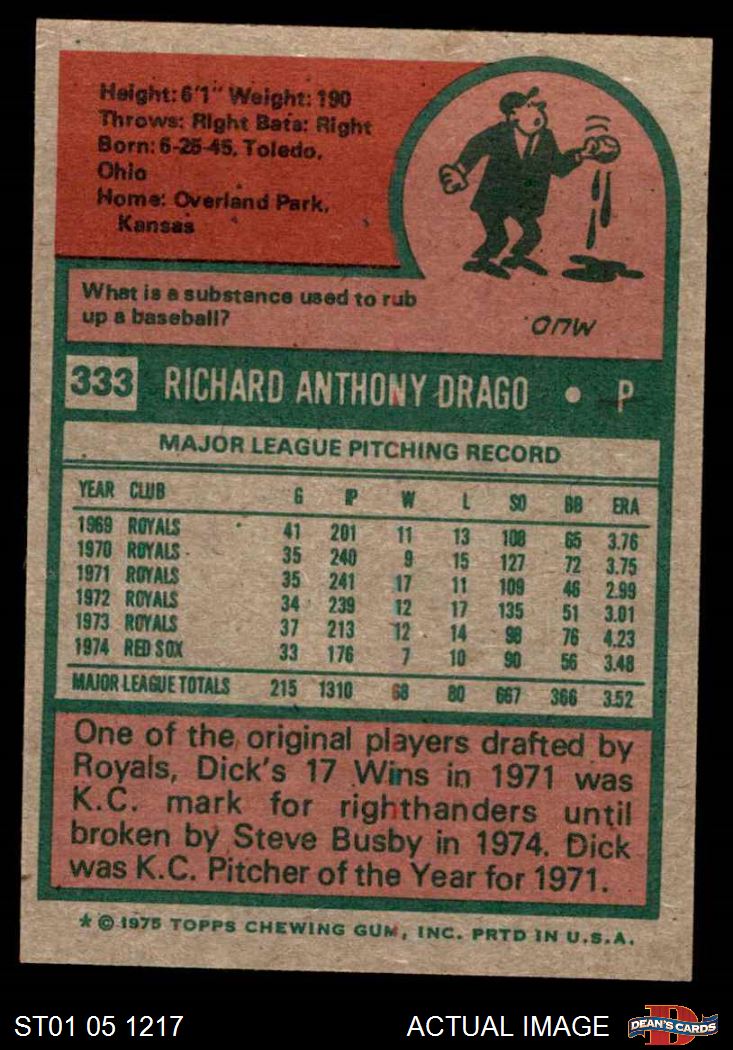 Height: 6'1" Weight: 190
Throws: Right Bats: Right
Born: 6-25-45, Toledo,
Ohio
Home: Overland Park,
Kansas
What is a substance used to rub
up a baseball?
MUD
333 RICHARD ANTHONY DRAGO • P
MAJOR LEAGUE PITCHING RECORD
YEAR CLUB G IP W L SO BB ERA
1969 ROYALS 41 201 11 13 108 65 3.76
1970 ROYALS 35 240 9 15 127 72 3.75
1971 ROYALS 35 241 17 11 109 46 2.99
1972 ROYALS 34 239 12 17 135 51 3.01
1973 ROYALS 37 213 12 14 98 76 4.23
1974 RED SOX 33 176 7 10 90 56 3.48
MAJOR LEAGUE TOTALS 215 1310 68 80 667 366 3.52
One of the original players drafted by
Royals, Dick's 17 Wins in 1971 was
K.C. mark for righthanders until
broken by Steve Busby in 1974. Dick
was K.C. Pitcher of the Year for 1971.
* © 1975 TOPPS CHEWING GUM, INC. PRTD IN U.S.A.
ST01 05 1217 ACTUAL IMAGE D DEAN'S CARDS